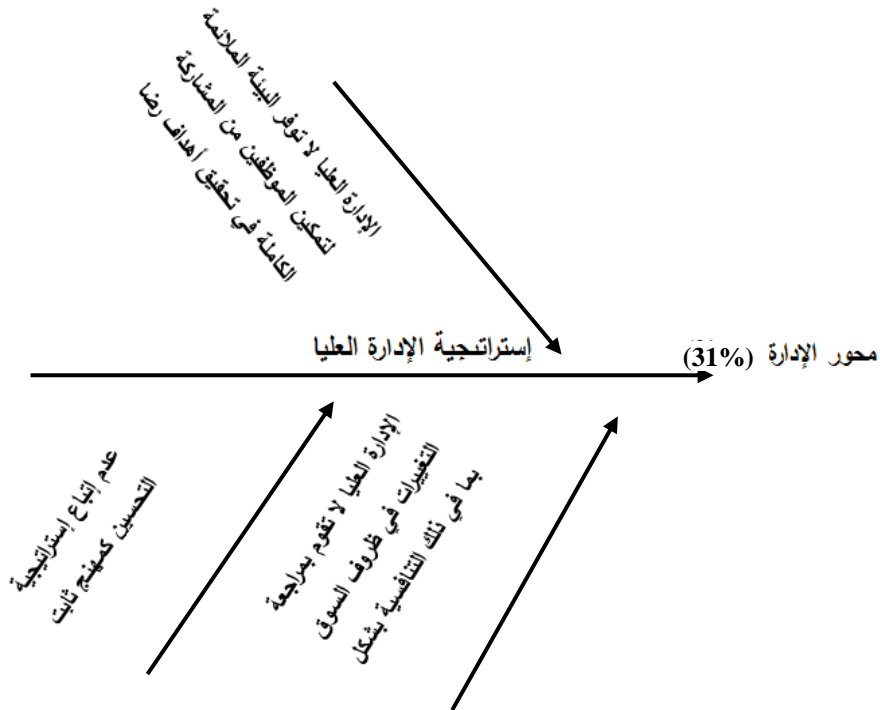 الإدارة العليا لا توفر البيئة الملائمة
لتمكين الموظفين من المشاركة
الكاملة في تحقيق أهداف رضا
محور الإدارة (31%)
إستراتيجية الإدارة العليا
الإدارة العليا لا تقوم بمراجعة
التغييرات في ظروف السوق
بما في ذلك التنافسية بشكل
عدم إتباع إستراتيجية
التحسين كمنهج ثابت